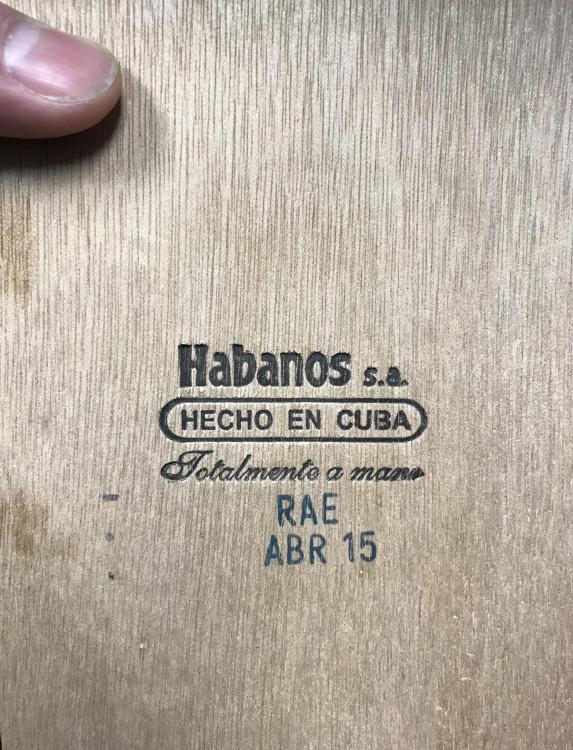 Habanos s.a.
HECHO EN CUBA
Totalmente a mano
RAE
ABR 15